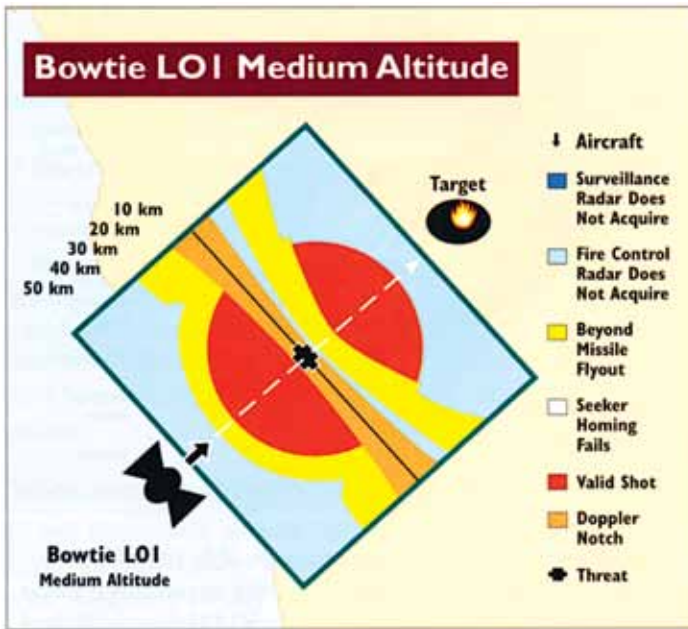 Bowtie LO1 Medium Altitude
10 km
20 km
30 km
40 km
50 km
Target
Aircraft
Surveillance
Radar Does
Not Acquire
Fire Control
Radar Does
Not Acquire
Beyond
Missile
Flyout
Seeker
Homing
Fails
Valid Shot
Doppler
Notch
Threat
Bowtie LO1
Medium Altitude